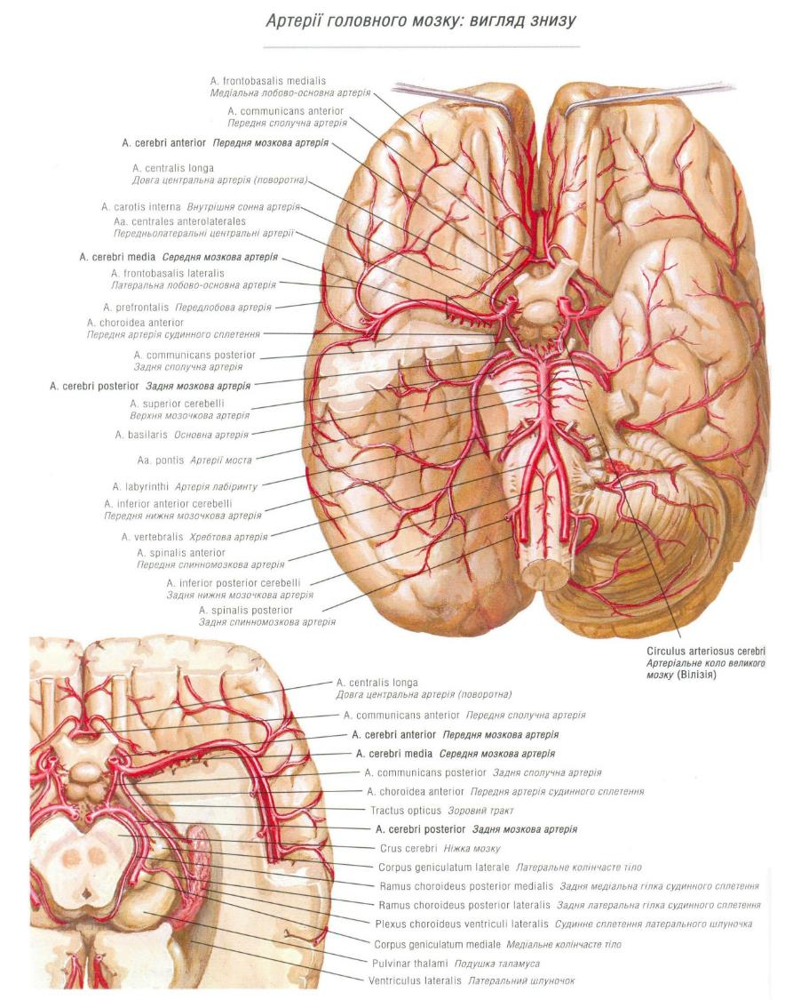 Артерії головного мозку: вигляд знизу
A. frontobasalis medialis
Медіальна лобово-основна артерія
A. communicans anterior
Передня сполучна артерія
A. cerebri anterior Передня мозкова артерія
A. centralis longa
Довга центральна артерія (поворотна)
A. carotis interna Внутрішня сонна артерія
Aa. centrales anterolaterales
Передньолатеральні центральні артерії
A. cerebri media Середня мозкова артерія
A. frontobasalis lateralis
Латеральна лобово-основна артерія
A. prefrontalis Передлобова артерія
A. choroidea anterior
Передня артерія судинного сплетення
A. communicans posterior
Задня сполучна артерія
A. cerebri posterior Задня мозкова артерія
A. superior cerebelli
Верхня мозочкова артерія
A. basilaris Основна артерія
Aa. pontis Артерії моста
A. labyrinthi Артерія лабіринту
A. inferior anterior cerebelli
Передня нижня мозочкова артерія
A. vertebralis Хребтова артерія
A. spinalis anterior
Передня спинномозкова артерія
A. inferior posterior cerebelli
Задня нижня мозочкова артерія
A. spinalis posterior
Задня спинномозкова артерія
Circulus arteriosus cerebri
Артеріальне коло великого
мозку (Вілізія)
A. centralis longa
Довга центральна артерія (поворотна)
A. communicans anterior Передня сполучна артерія
A. cerebri anterior Передня мозкова артерія
A. cerebri media Середня мозкова артерія
A. communicans posterior Задня сполучна артерія
A. choroidea anterior Передня артерія судинного сплетення
Tractus opticus Зоровий тракт
A. cerebri posterior Задня мозкова артерія
Crus cerebri Ніжка мозку
Corpus geniculatum laterale Латеральне колінчасте тіло
Ramus choroideus posterior medialis Задня медіальна гілка судинного сплетення
Ramus choroideus posterior lateralis Задня латеральна гілка судинного сплетення
Plexus choroideus ventriculi lateralis Судинне сплетення латерального шлуночка
Corpus geniculatum mediale Медіальне колінчасте тіло
Pulvinar thalami Подушка таламуса
Ventriculus lateralis Латеральний шлуночок